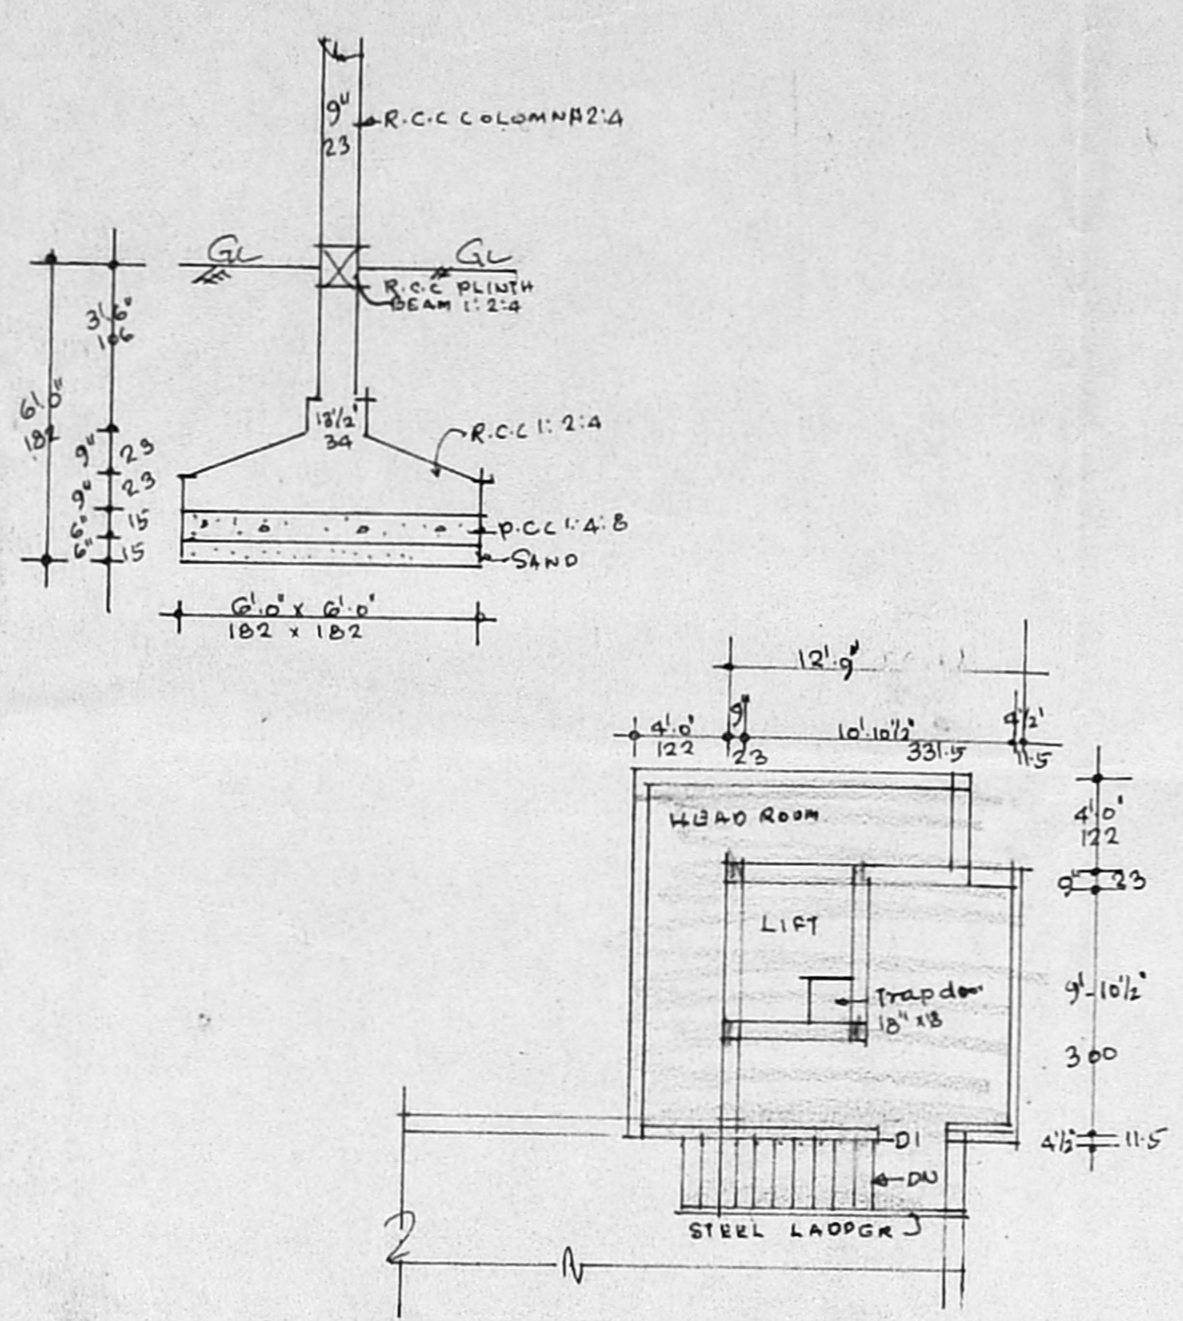 9"
23
R.C.C COLOMN 1:2:4
GL
GL
R.C.C PLINTH
BEAM 1:2:4
3'.6"
106
6'.0"
182
13½"
34
R.C.C 1:2:4
9" 23
9" 23
6" 15
6" 15
P.C.C 1:4:8
SAND
6'.0" x 6'.0"
182 x 182
12'.9"
4'.0"
122
9"
23
10'.10½"
331.5
4½'
11.5
HEAD ROOM
4'.0"
122
9" 23
LIFT
Trap door
18" x 18
9'-10½"
300
4½" 11.5
D1
DN
STEEL LADDER
2